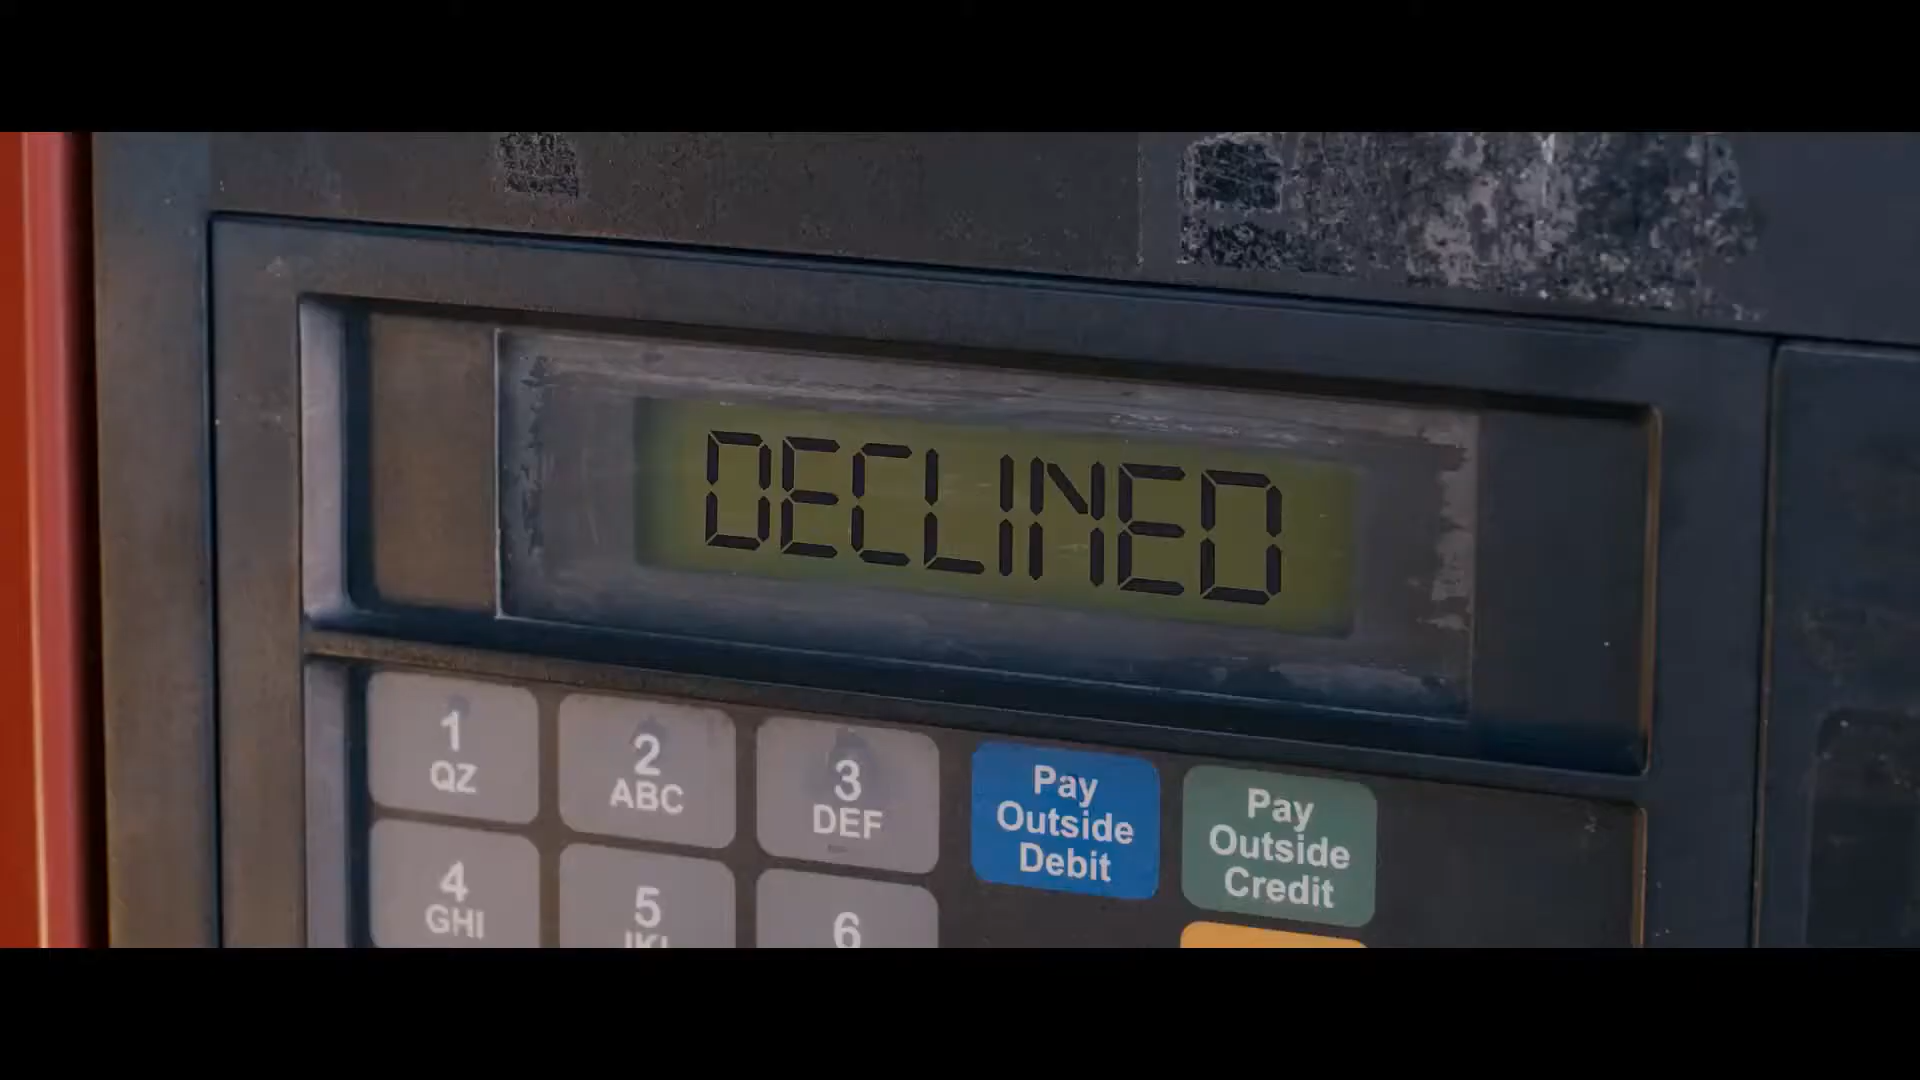 DECLINED
1
QZ
2
ABC
3
DEF
Pay
Outside
Debit
Pay
Outside
Credit
4
GHI
5
6